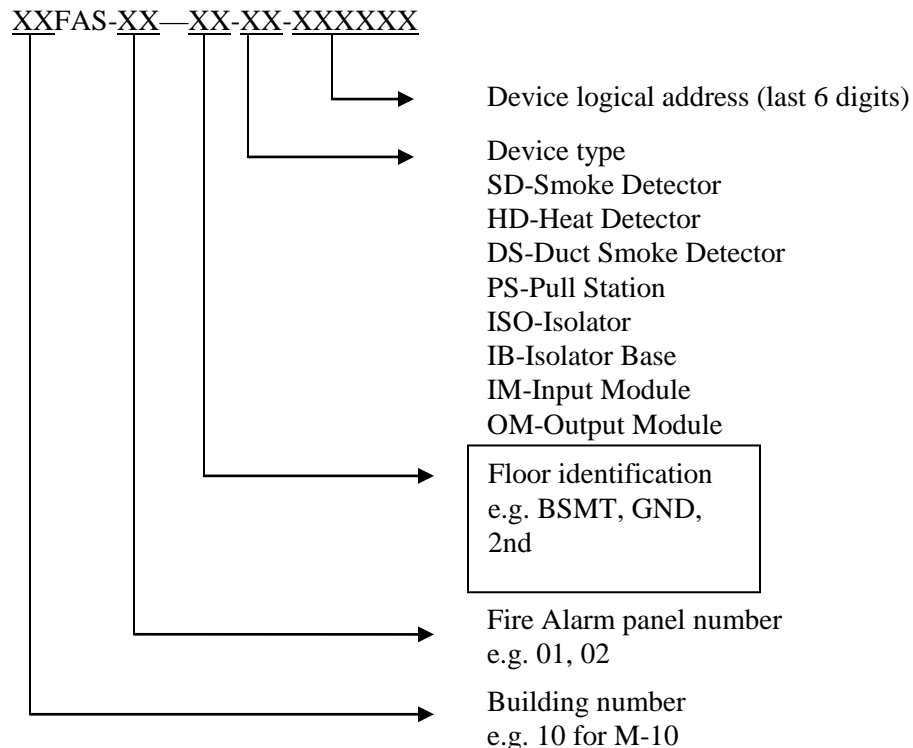 XXFAS-XX—XX-XX-XXXXXX
Device logical address (last 6 digits)
Device type
SD-Smoke Detector
HD-Heat Detector
DS-Duct Smoke Detector
PS-Pull Station
ISO-Isolator
IB-Isolator Base
IM-Input Module
OM-Output Module
Floor identification
e.g. BSMT, GND,
2nd
Fire Alarm panel number
e.g. 01, 02
Building number
e.g. 10 for M-10